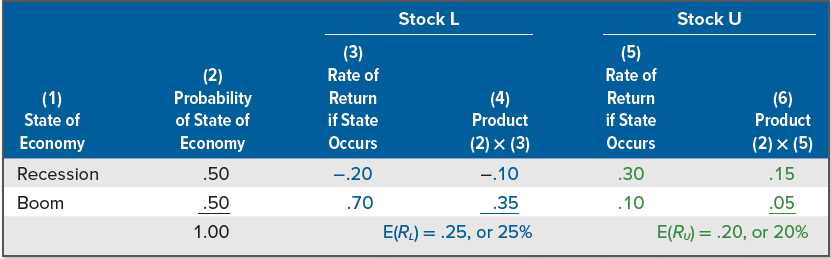 Stock L Stock U
(3) (5)
(2) Rate of Rate of
(1) Probability Return (4) Return (6)
State of of State of if State Product if State Product
Economy Economy Occurs (2) × (3) Occurs (2) × (5)
Recession .50 −.20 −.10 .30 .15
Boom .50 .70 .35 .10 .05
1.00 E(RL) = .25, or 25% E(RU) = .20, or 20%